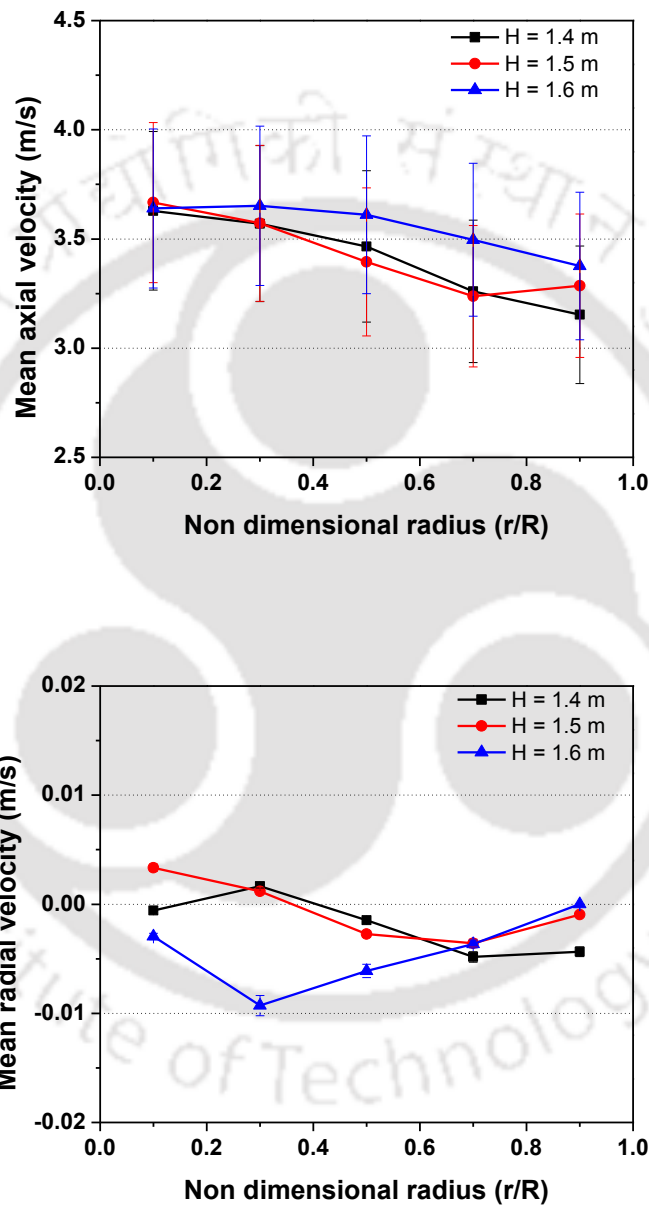 4.5
H = 1.4 m
H = 1.5 m
H = 1.6 m
4.0
3.5
3.0
2.5
Mean axial velocity (m/s)
0.0 0.2 0.4 0.6 0.8 1.0
Non dimensional radius (r/R)
0.02
H = 1.4 m
H = 1.5 m
H = 1.6 m
0.01
0.00
-0.01
-0.02
Mean radial velocity (m/s)
0.0 0.2 0.4 0.6 0.8 1.0
Non dimensional radius (r/R)
itute of Technology